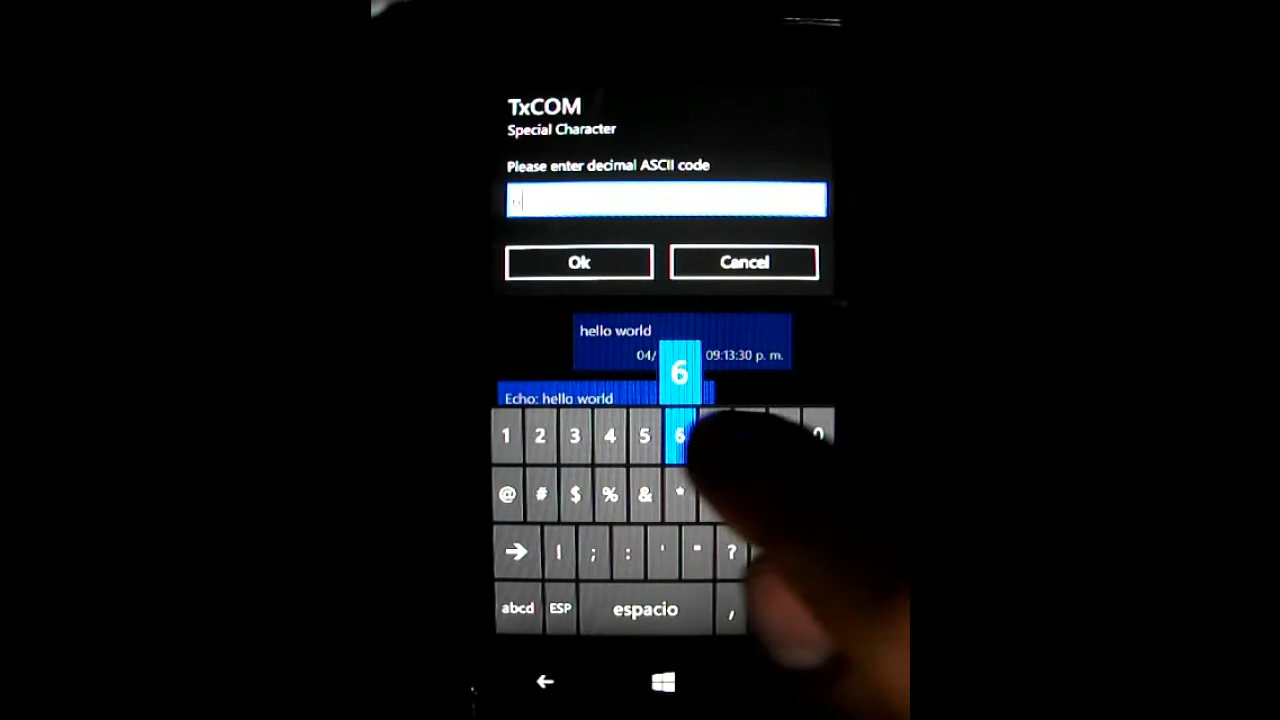 TxCOM
Special Character
Please enter decimal ASCII code
Ok Cancel
hello world
04/ 09:13:30 p. m.
6
Echo: hello world
1 2 3 4 5 6 0
@ # $ % & *
; : ' " ?
abcd ESP espacio ,